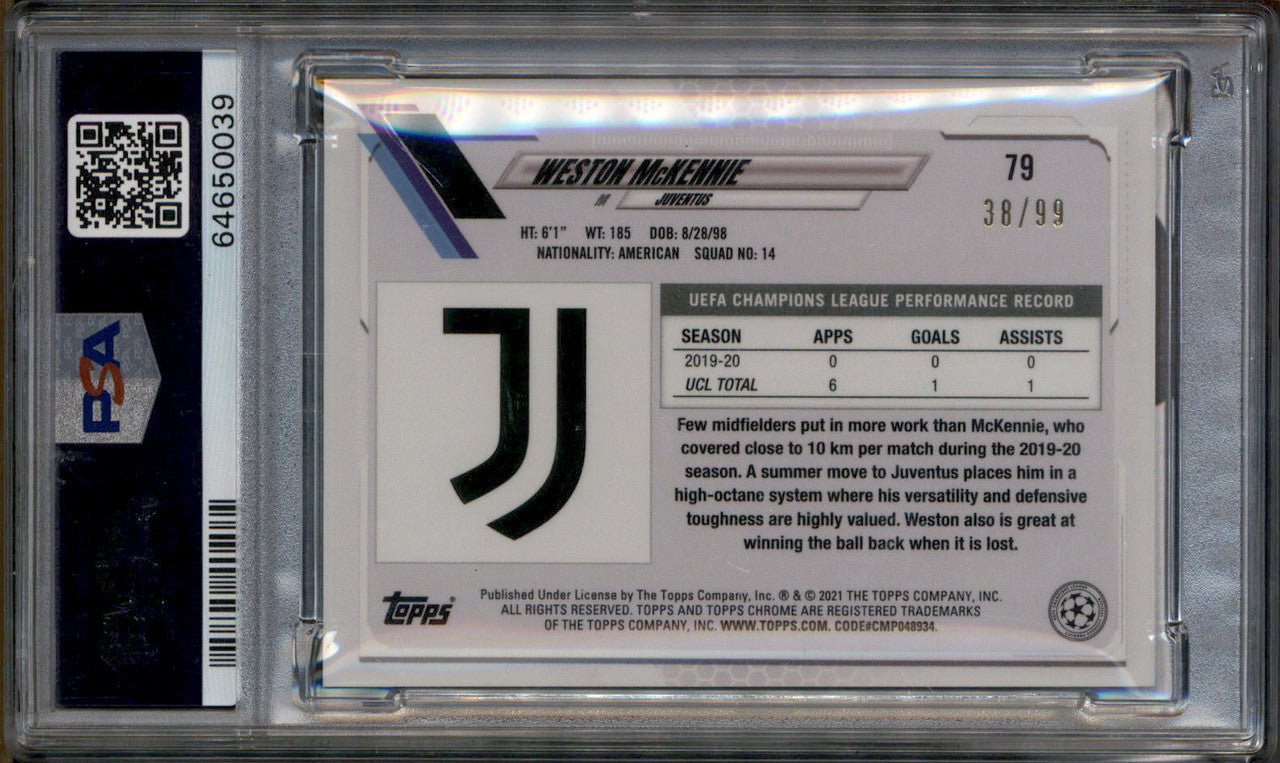 64650039
PSA
WESTON McKENNIE
M JUVENTUS
79
38/99
HT: 6'1" WT: 185 DOB: 8/28/98
NATIONALITY: AMERICAN SQUAD NO: 14
UEFA CHAMPIONS LEAGUE PERFORMANCE RECORD
SEASON APPS GOALS ASSISTS
2019-20 0 0 0
UCL TOTAL 6 1 1
Few midfielders put in more work than McKennie, who
covered close to 10 km per match during the 2019-20
season. A summer move to Juventus places him in a
high-octane system where his versatility and defensive
toughness are highly valued. Weston also is great at
winning the ball back when it is lost.
topps
Published Under License by The Topps Company, Inc. ® & © 2021 THE TOPPS COMPANY, INC.
ALL RIGHTS RESERVED. TOPPS AND TOPPS CHROME ARE REGISTERED TRADEMARKS
OF THE TOPPS COMPANY, INC. WWW.TOPPS.COM. CODE#CMP048934.